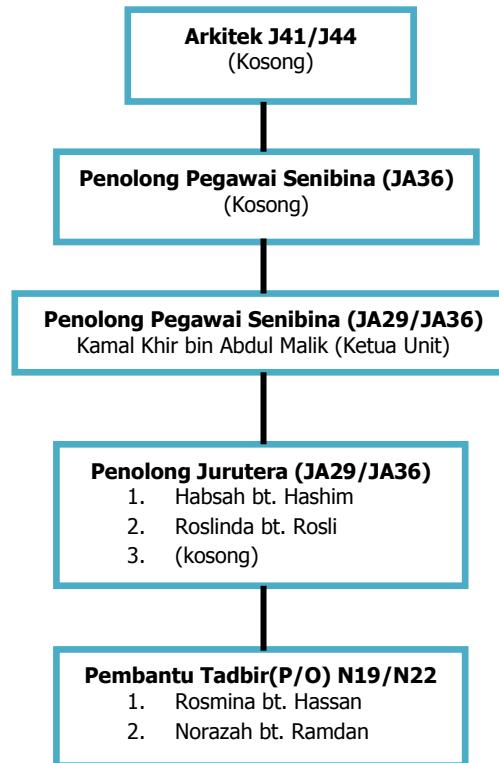 Arkitek J41/J44
(Kosong)
Penolong Pegawai Senibina (JA36)
(Kosong)
Penolong Pegawai Senibina (JA29/JA36)
Kamal Khir bin Abdul Malik (Ketua Unit)
Penolong Jurutera (JA29/JA36)
1. Habsah bt. Hashim
2. Roslinda bt. Rosli
3. (kosong)
Pembantu Tadbir(P/O) N19/N22
1. Rosmina bt. Hassan
2. Norazah bt. Ramdan